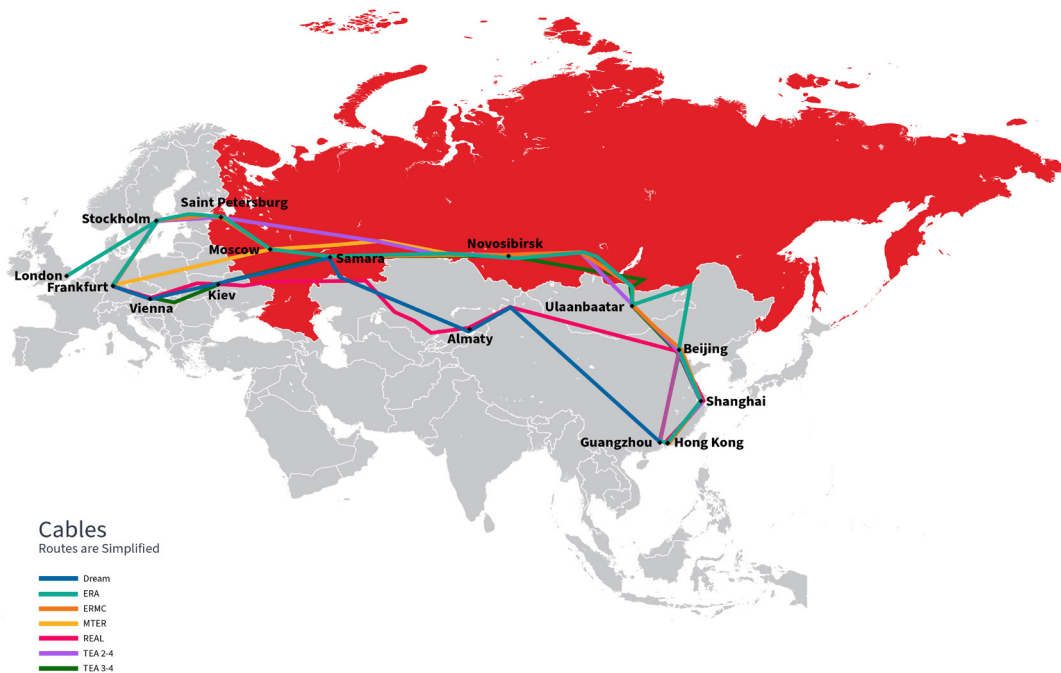 Saint Petersburg
Stockholm
Moscow
Novosibirsk
Samara
London
Frankfurt
Kiev
Vienna
Ulaanbaatar
Almaty
Beijing
Shanghai
Guangzhou
Hong Kong
Cables
Routes are Simplified
Dream
ERA
ERMC
MTER
REAL
TEA 2-4
TEA 3-4